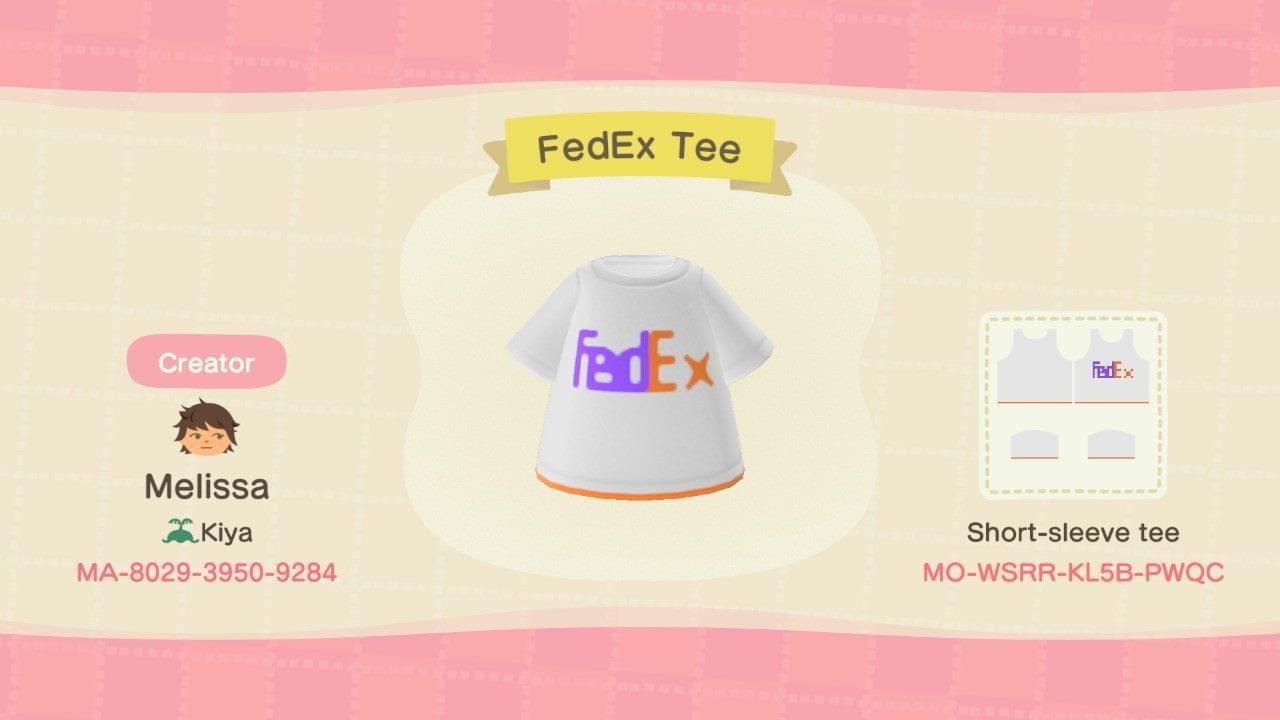 FedEx Tee
FedEx
FedEx
Creator
Melissa
Kiya
MA-8029-3950-9284
Short-sleeve tee
MO-WSRR-KL5B-PWQC